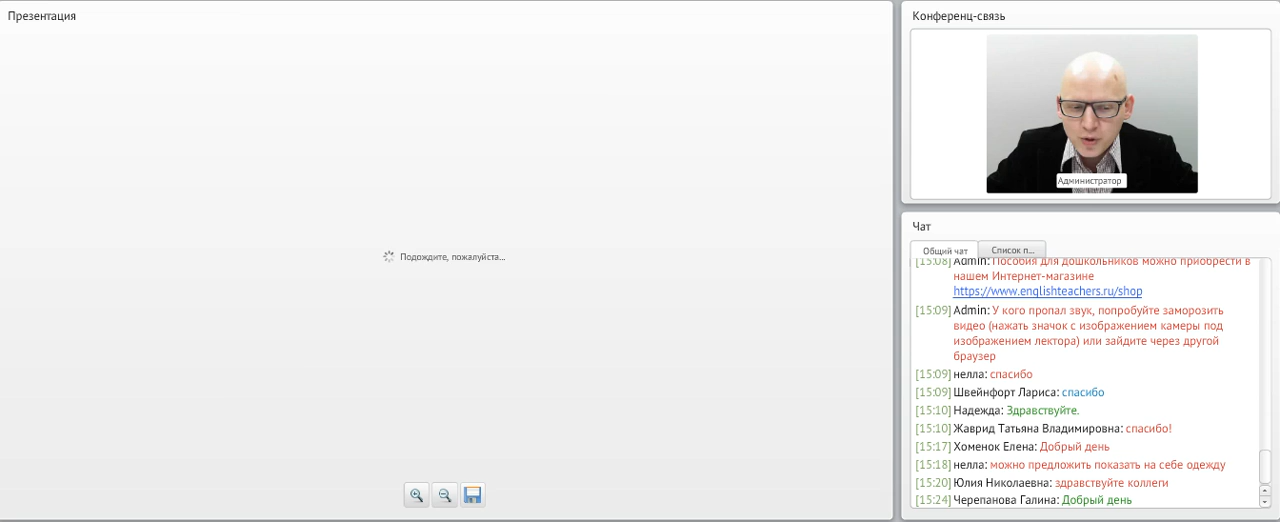 Презентация
Подождите, пожалуйста...
Конференц-связь
Администратор
Чат
Общий чат
Список п...
[15:08] Admin: Пособия для дошкольников можно приобрести в
нашем Интернет-магазине
https://www.englishteachers.ru/shop
[15:09] Admin: У кого пропал звук, попробуйте заморозить
видео (нажать значок с изображением камеры под
изображением лектора) или зайдите через другой
браузер
[15:09] нелла: спасибо
[15:09] Швейнфорт Лариса: спасибо
[15:10] Надежда: Здравствуйте.
[15:10] Жаврид Татьяна Владимировна: спасибо!
[15:17] Хоменок Елена: Добрый день
[15:18] нелла: можно предложить показать на себе одежду
[15:20] Юлия Николаевна: здравствуйте коллеги
[15:24] Черепанова Галина: Добрый день